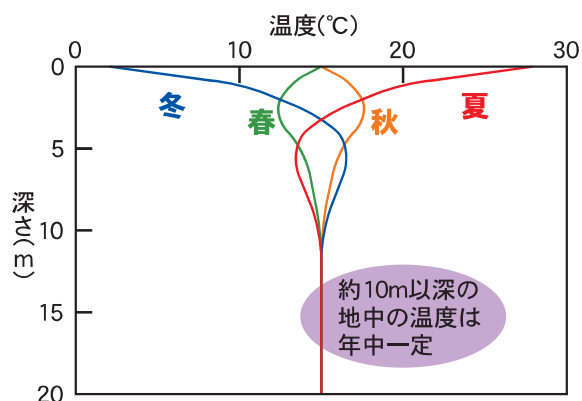 温度(℃)
0 10 20 30
0
5
10
15
20
深さ(m)
冬
春
秋
夏
約10m以深の
地中の温度は
年中一定